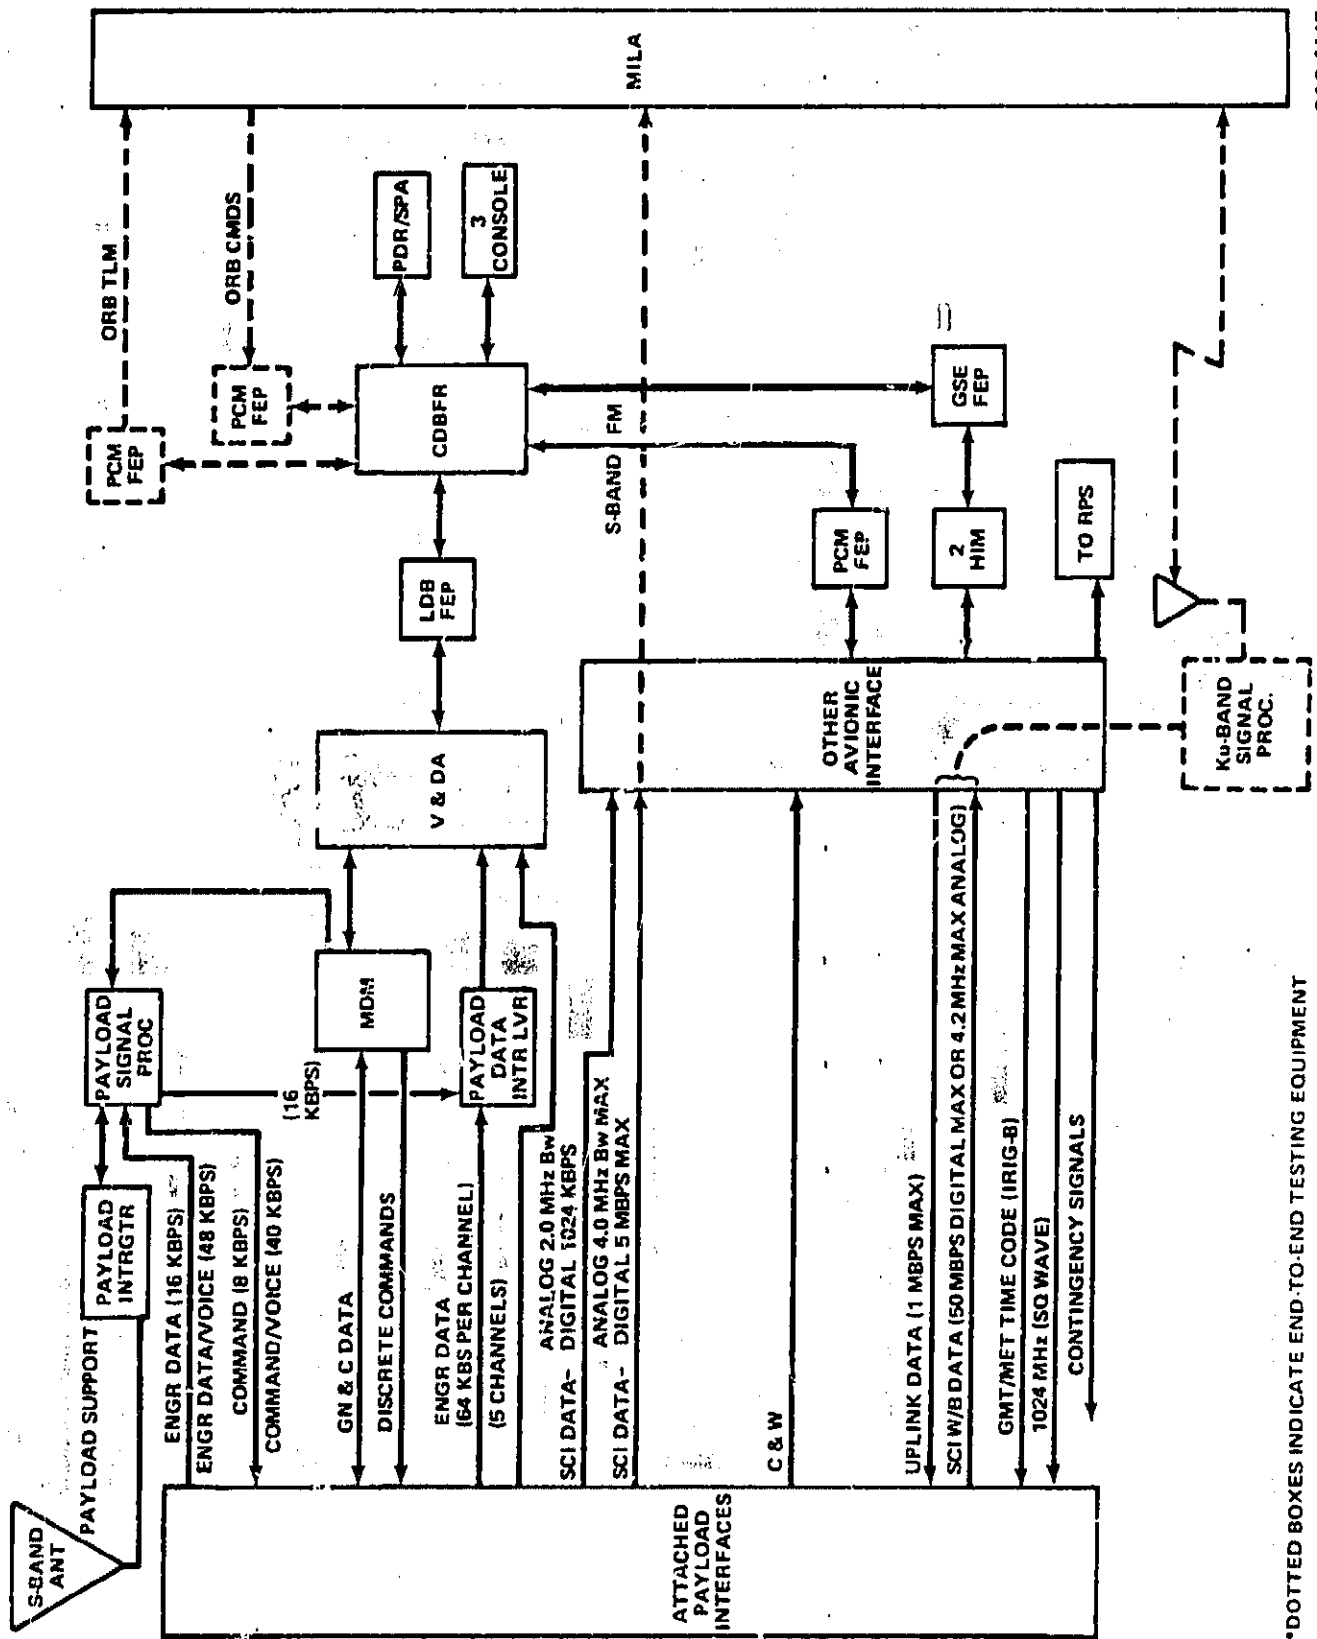 S-BAND
ANT
PAYLOAD SUPPORT
PAYLOAD
INTRGTR
PAYLOAD
SIGNAL
PROC
ENGR DATA (16 KBPS)
ENGR DATA/VOICE (48 KBPS)
COMMAND (8 KBPS)
COMMAND/VOICE (40 KBPS)
(16
KBPS)
GN & C DATA
DISCRETE COMMANDS
MDM
ENGR DATA
(64 KBS PER CHANNEL)
(5 CHANNELS)
PAYLOAD
DATA
INTR LVR
V & DA
LDB
FEP
CDBFR
PCM
FEP
PCM
FEP
ORB TLM
ORB CMDS
PDR/SPA
3
CONSOLE
MILA
ANALOG 2.0 MHz Bw
SCI DATA- DIGITAL 1024 KBPS
ANALOG 4.0 MHz Bw MAX
SCI DATA- DIGITAL 5 MBPS MAX
S-BAND FM
C & W
OTHER
AVIONIC
INTERFACE
PCM
FEP
2
HIM
GSE
FEP
TO RPS
UPLINK DATA (1 MBPS MAX)
SCI W/B DATA (50 MBPS DIGITAL MAX OR 4.2 MHz MAX ANALOG)
GMT/MET TIME CODE (IRIG-B)
1024 MHz (SQ WAVE)
CONTINGENCY SIGNALS
Ku-BAND
SIGNAL
PROC.
ATTACHED
PAYLOAD
INTERFACES
*DOTTED BOXES INDICATE END-TO-END TESTING EQUIPMENT